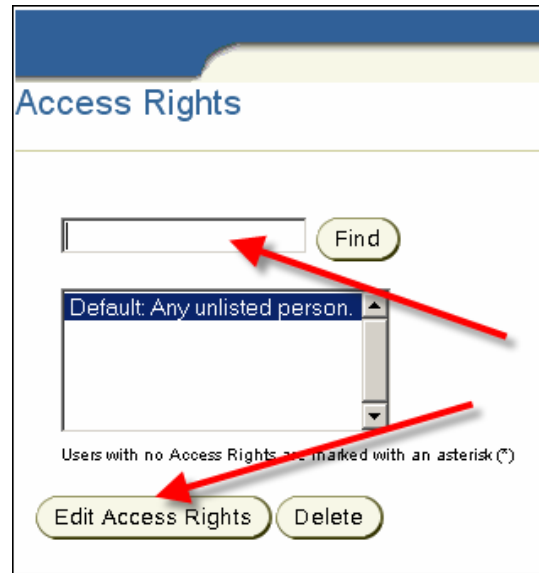 Access Rights
Find
Default: Any unlisted person.
Users with no Access Rights are marked with an asterisk (*)
Edit Access Rights Delete